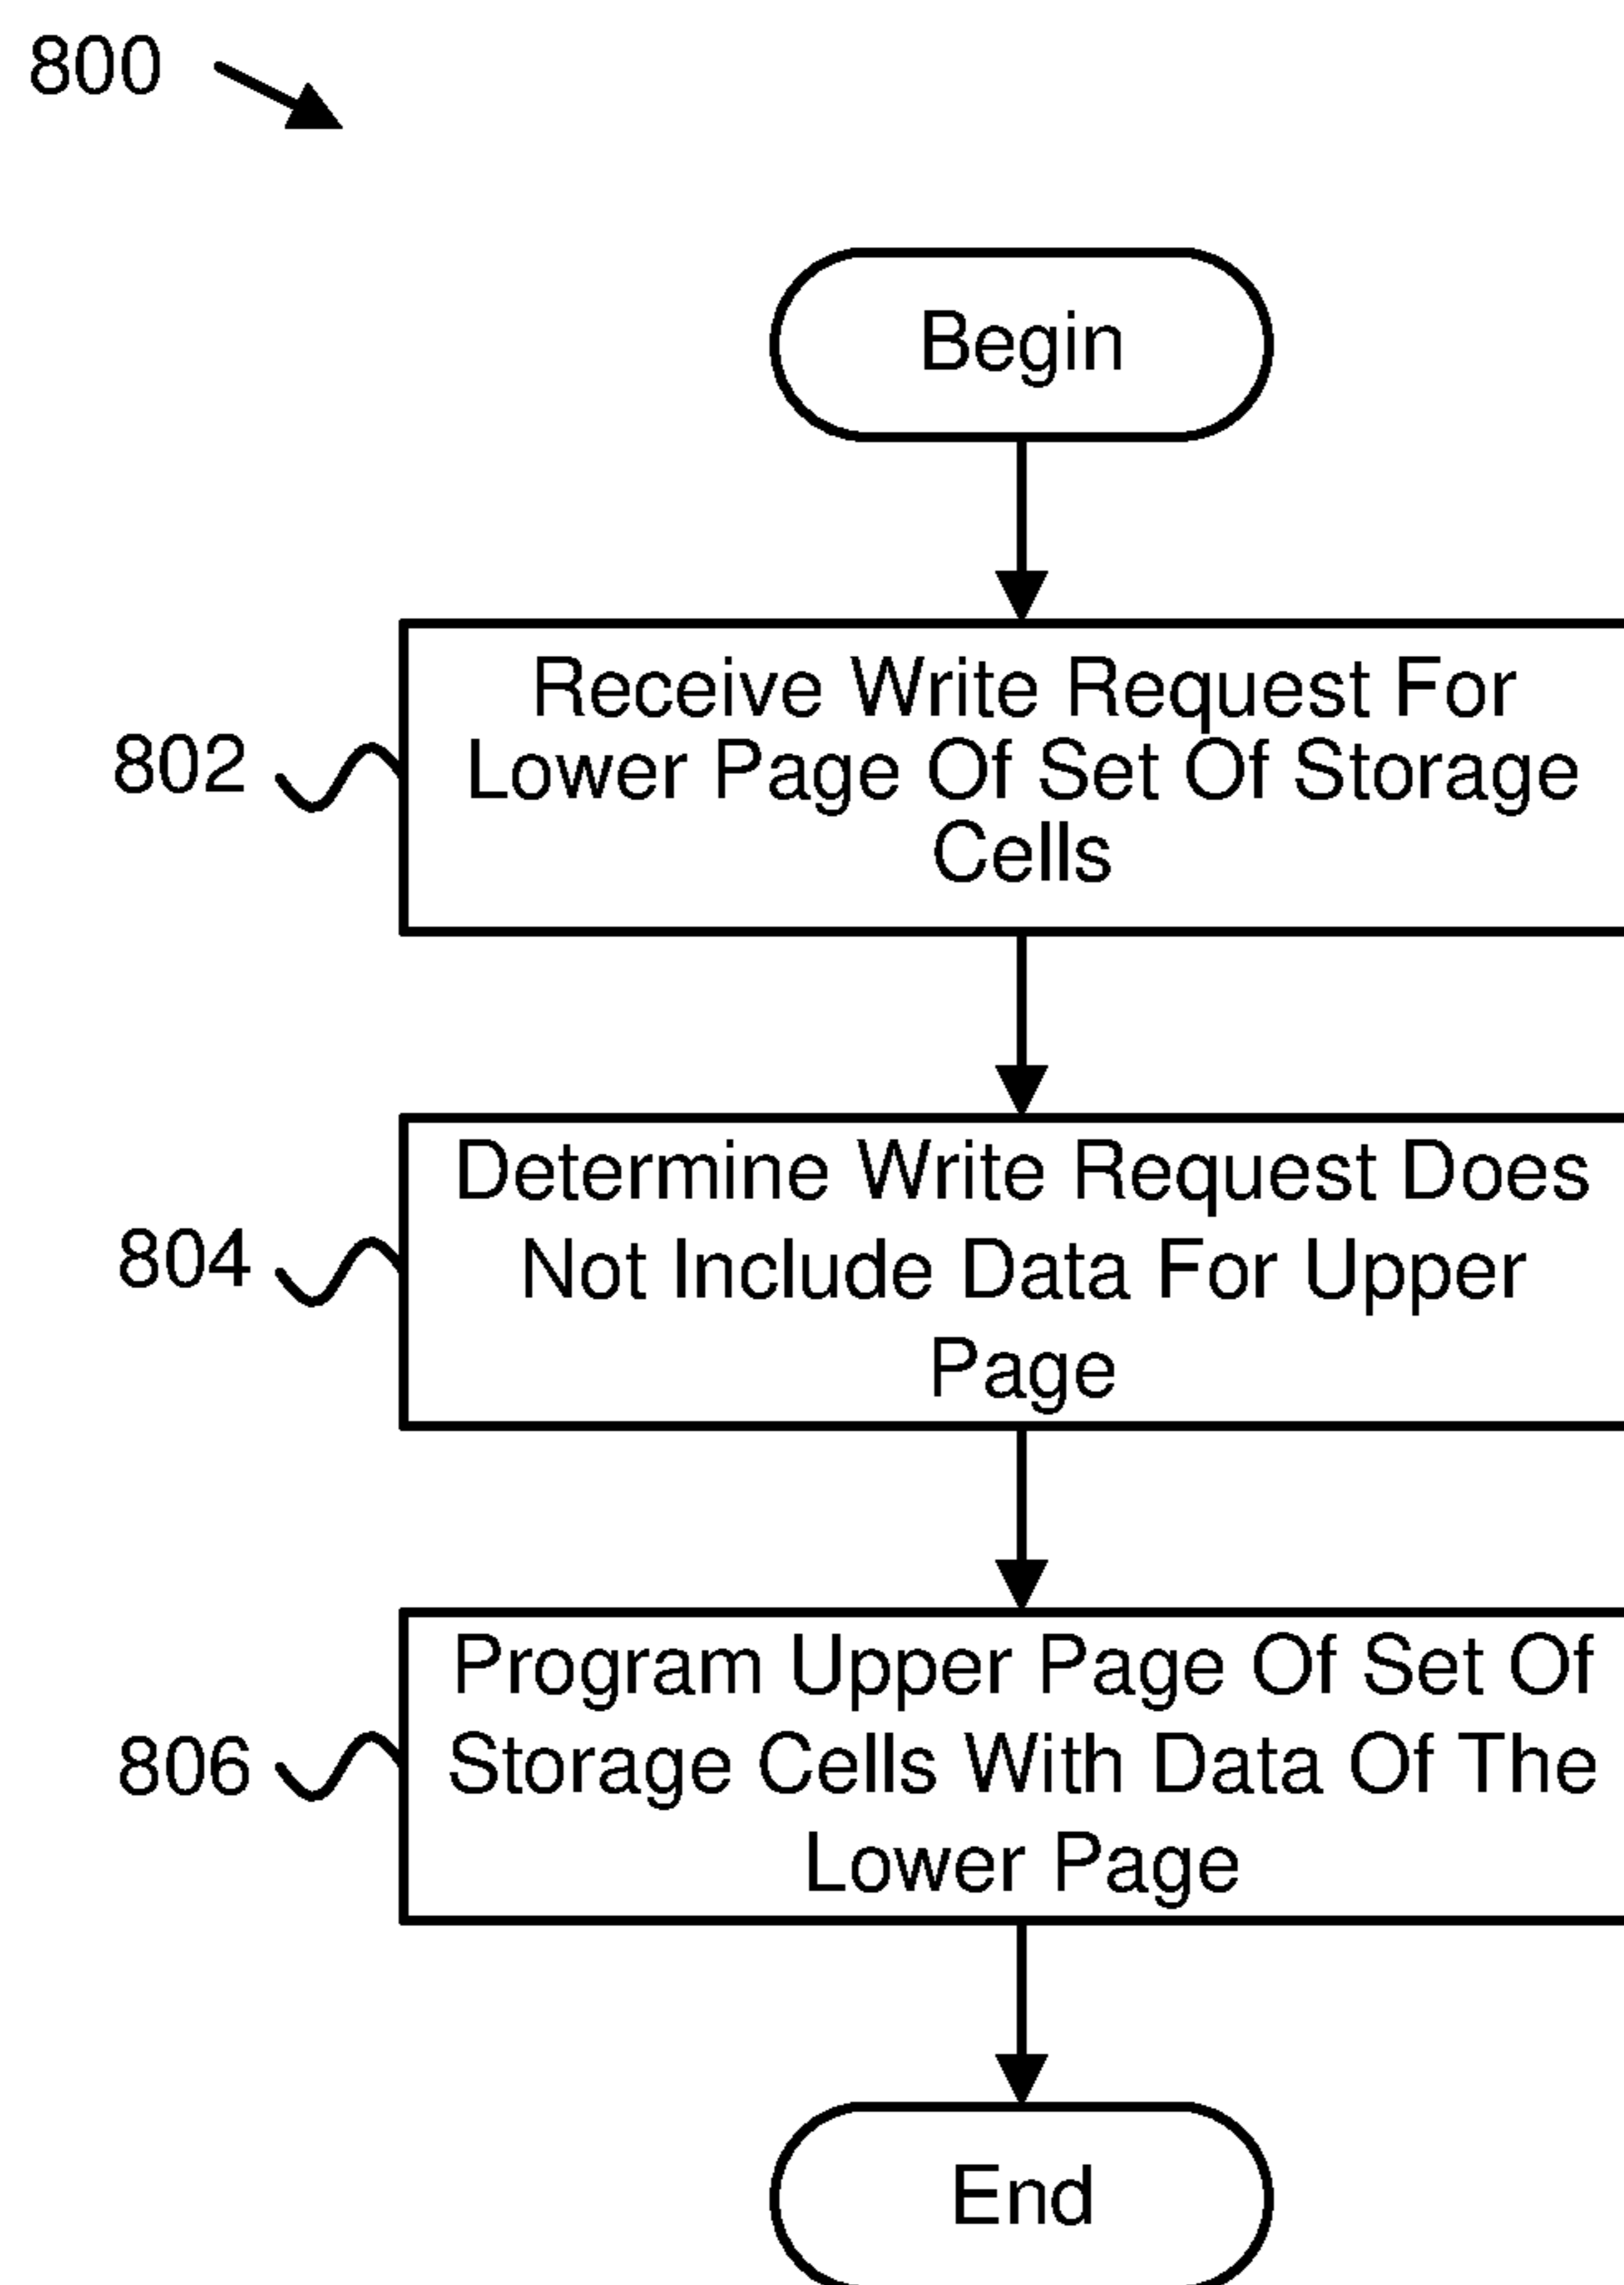 800
Begin
802
Receive Write Request For
Lower Page Of Set Of Storage
Cells
804
Determine Write Request Does
Not Include Data For Upper
Page
806
Program Upper Page Of Set Of
Storage Cells With Data Of The
Lower Page
End